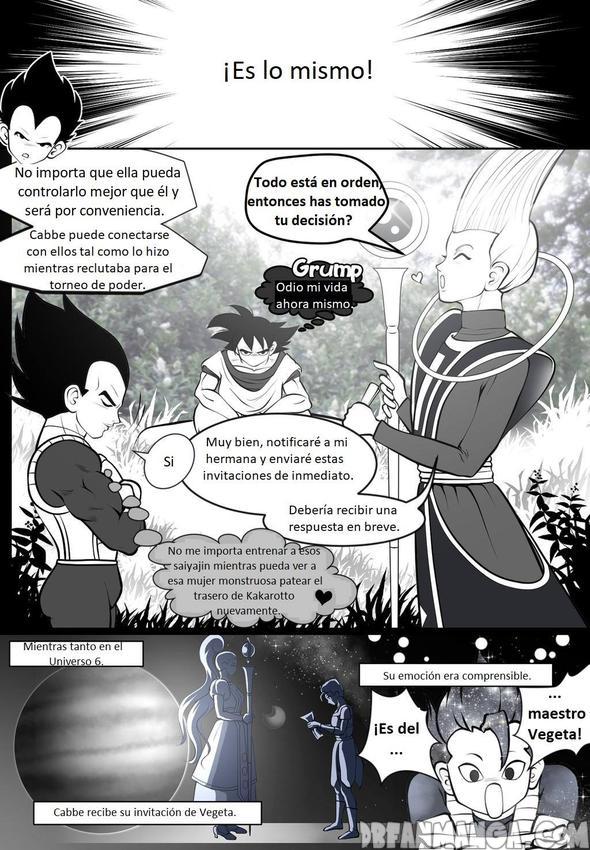 ¡Es lo mismo!
No importa que ella pueda
controlarlo mejor que él y
será por conveniencia.
Cabbe puede conectarse
con ellos tal como lo hizo
mientras reclutaba para el
torneo de poder.
Todo está en orden,
entonces has tomado
tu decisión?
Grump
Odio mi vida
ahora mismo.
Si
Muy bien, notificaré a mi
hermana y enviaré estas
invitaciones de inmediato.
Debería recibir una
respuesta en breve.
No me importa entrenar a esos
saiyajin mientras pueda ver a
esa mujer monstruosa patear el
trasero de Kakarotto
nuevamente.
Mientras tanto en el
Universo 6.
Cabbe recibe su invitación de Vegeta.
Su emoción era comprensible.
¡Es del
...
...
maestro
Vegeta!
DBFANMANGA.COM